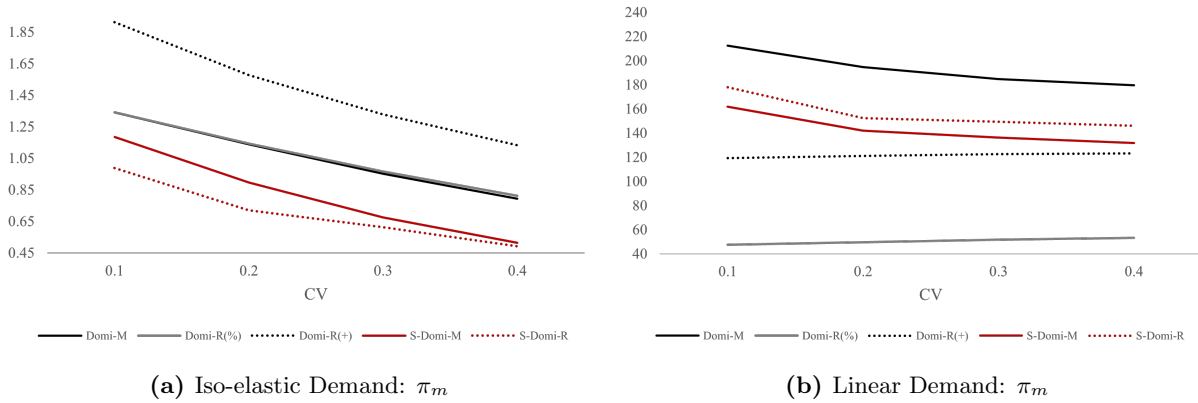 1.85
1.65
1.45
1.25
1.05
0.85
0.65
0.45
0.1 0.2 0.3 0.4
CV
Domi-M Domi-R(%) Domi-R(+) S-Domi-M S-Domi-R
(a) Iso-elastic Demand: πm
240
220
200
180
160
140
120
100
80
60
40
0.1 0.2 0.3 0.4
CV
Domi-M Domi-R(%) Domi-R(+) S-Domi-M S-Domi-R
(b) Linear Demand: πm